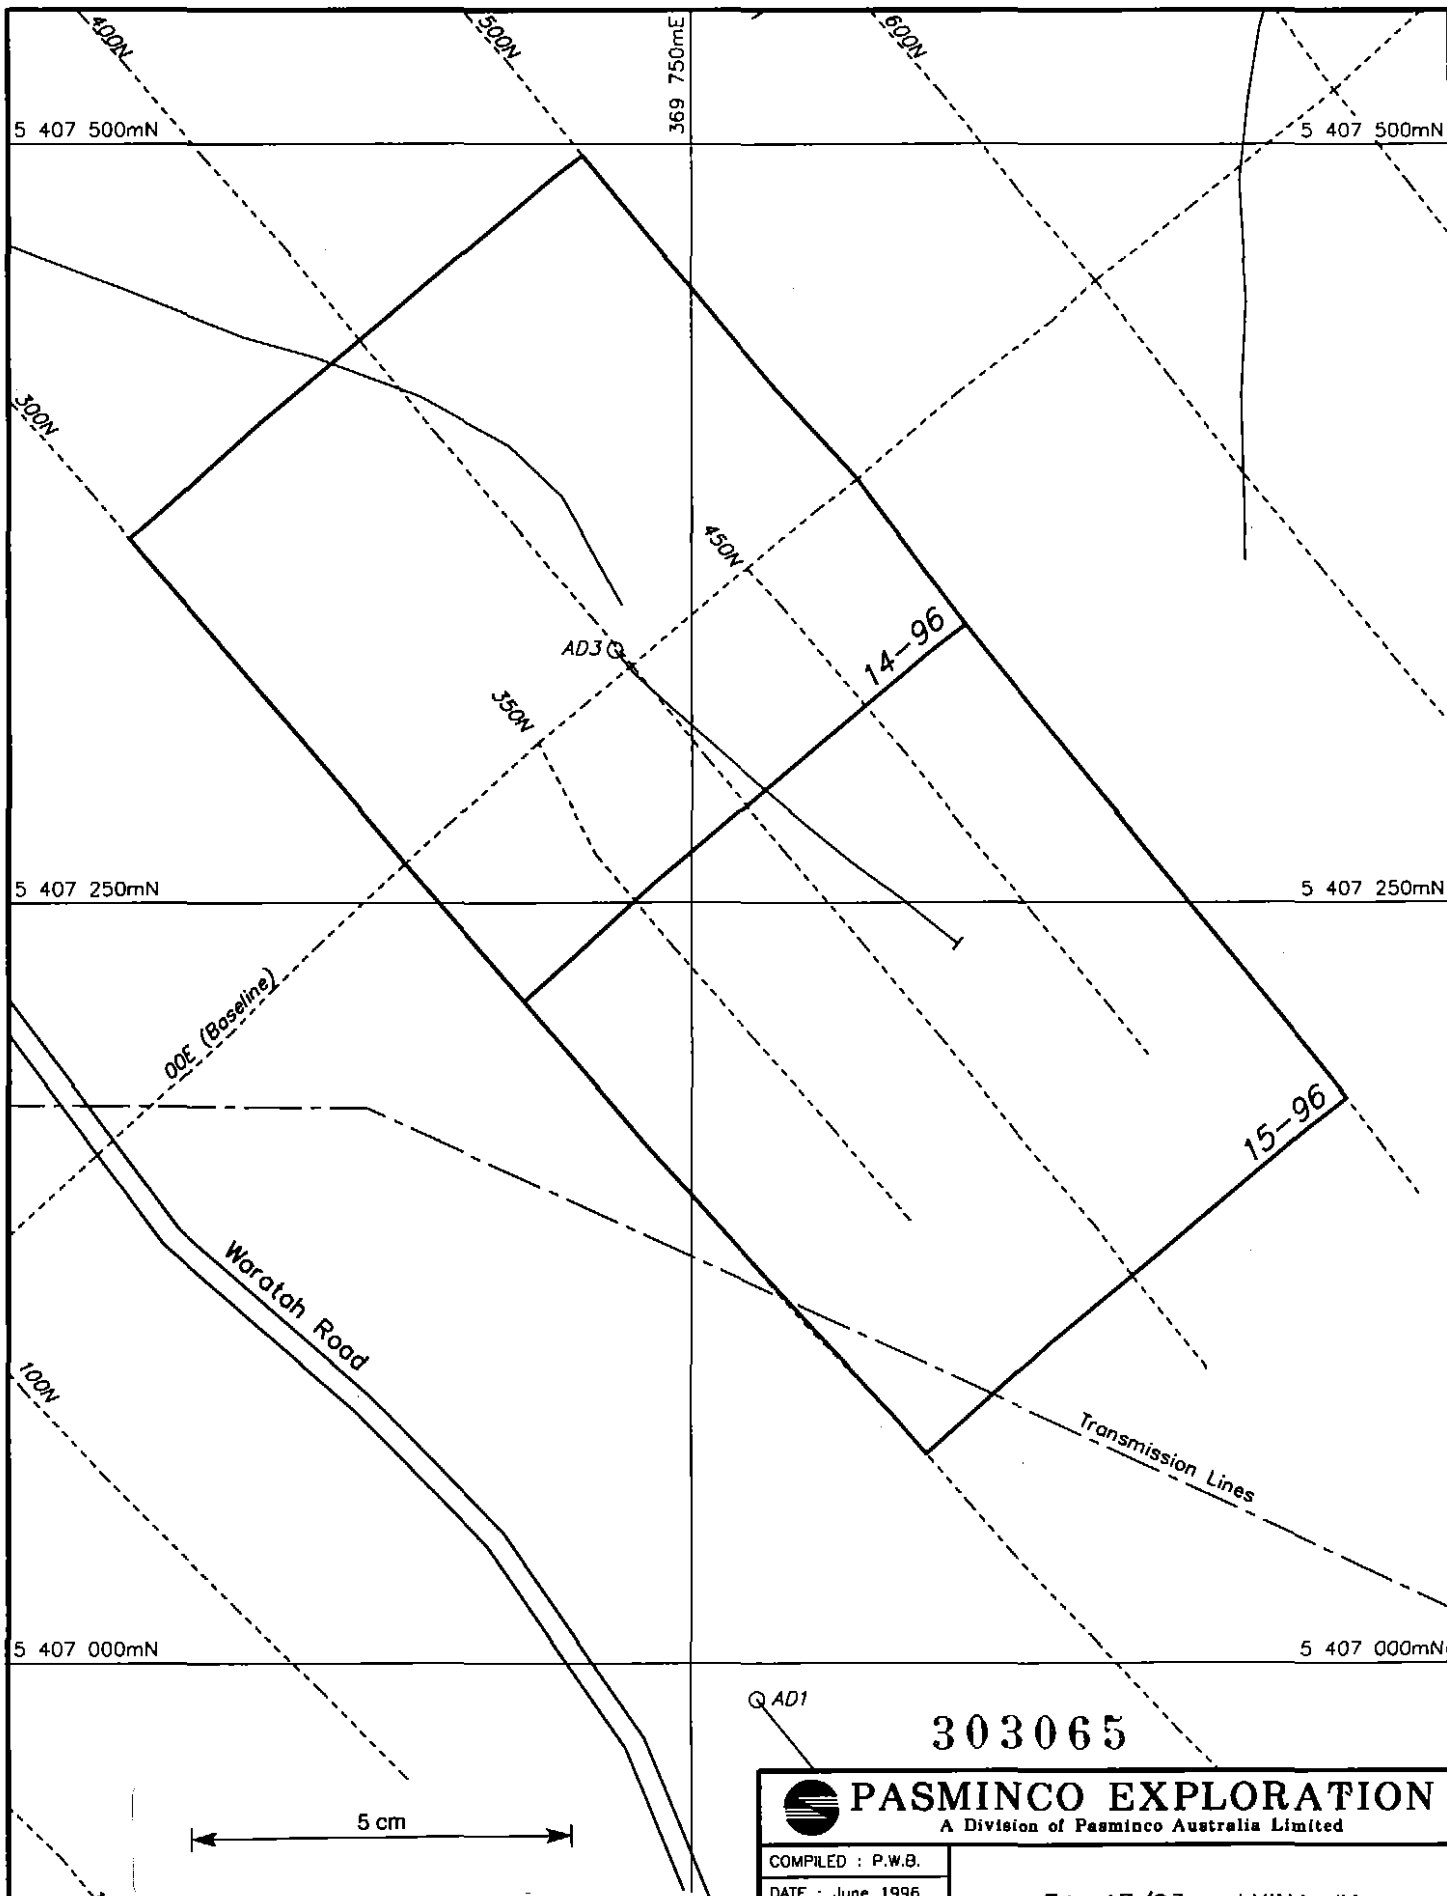 400N
500N
369 750mE
600N
5 407 500mN
5 407 500mN
300N
450N
14-96
AD3
350N
5 407 250mN
5 407 250mN
00E (Baseline)
15-96
Waratah Road
100N
Transmission Lines
5 407 000mN
5 407 000mN
AD1
303065
5 cm
PASMINCO EXPLORATION
A Division of Pasminco Australia Limited
COMPILED : P.W.B.
DATE : June 1996